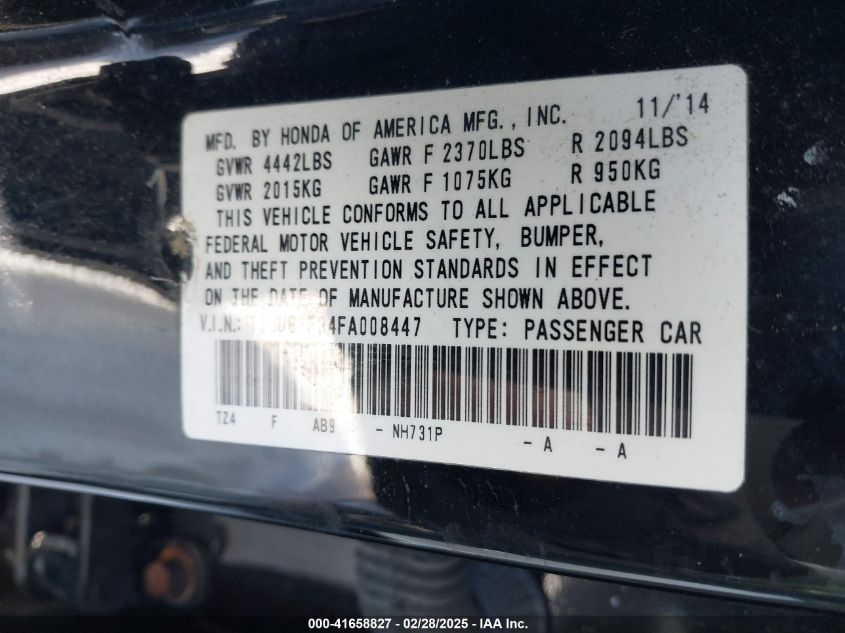 MFD. BY HONDA OF AMERICA MFG., INC. 11/'14
GVWR 4442LBS GAWR F 2370LBS R 2094LBS
GVWR 2015KG GAWR F 1075KG R 950KG
THIS VEHICLE CONFORMS TO ALL APPLICABLE
FEDERAL MOTOR VEHICLE SAFETY, BUMPER,
AND THEFT PREVENTION STANDARDS IN EFFECT
ON THE DATE OF MANUFACTURE SHOWN ABOVE.
V.I.N.: TYPE: PASSENGER CAR
TZ4 F - NH731P - A - A
000-41658827 - 02/28/2025 - IAA Inc.